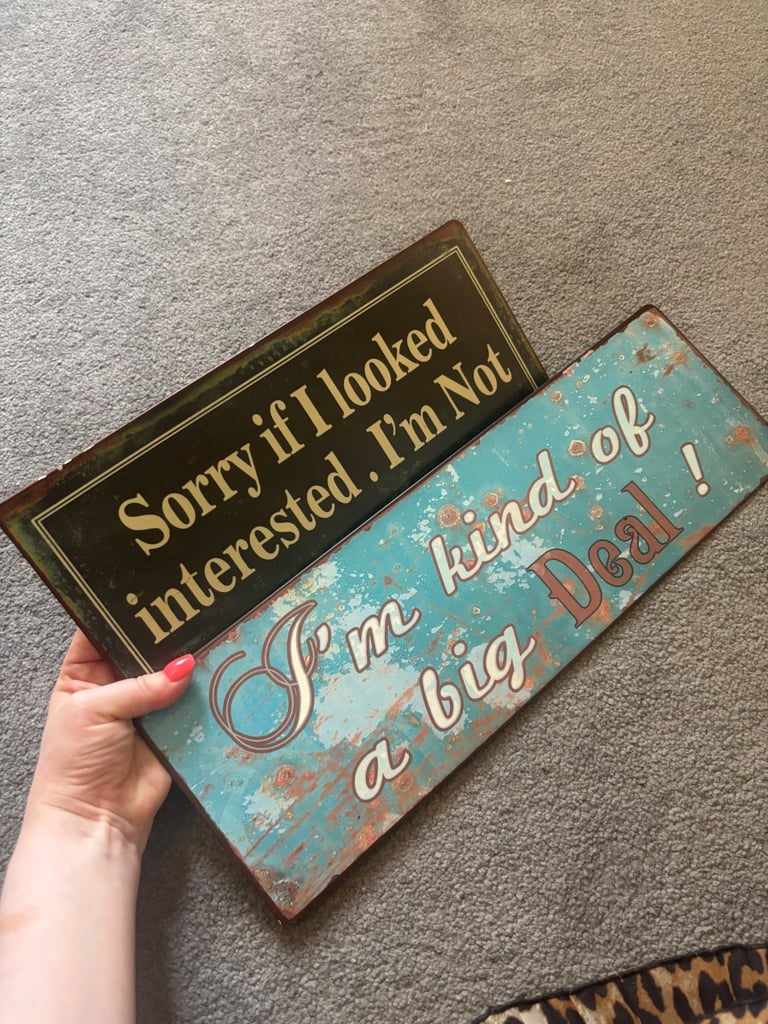 Sorry if I looked
interested . I'm Not
I'm kind of
a big Deal !